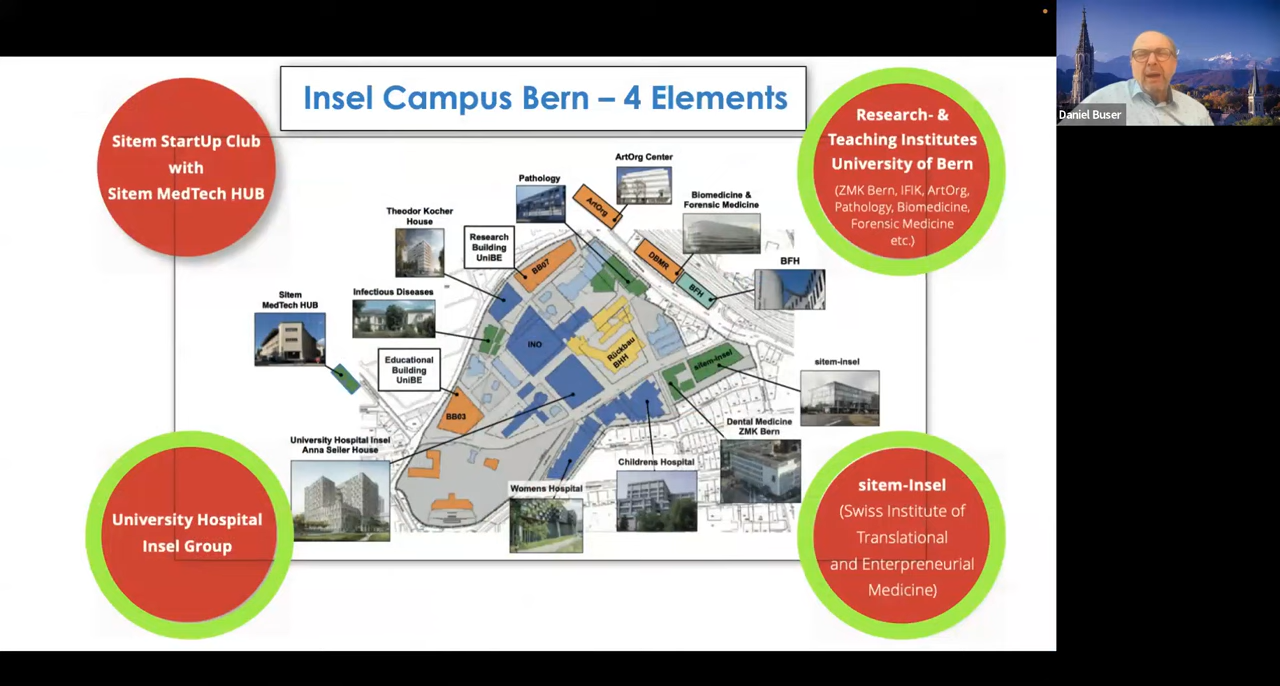 Insel Campus Bern – 4 Elements
Daniel Buser
Sitem StartUp Club
with
Sitem MedTech HUB
Research- &
Teaching Institutes
University of Bern
(ZMK Bern, IFIK, ArtOrg,
Pathology, Biomedicine,
Forensic Medicine
etc.)
ArtOrg Center
Pathology
ArtOrg
Biomedicine &
Forensic Medicine
Theodor Kocher
House
Research
Building
UniBE
BB07
DBMR
BFH
BFH
Sitem
MedTech HUB
Infectious Diseases
INO
Rückbau
BHH
Educational
Building
UniBE
sitem-insel
sitem-insel
BB03
Dental Medicine
ZMK Bern
University Hospital Insel
Anna Seiler House
Childrens Hospital
Womens Hospital
University Hospital
Insel Group
sitem-Insel
(Swiss Institute of
Translational
and Enterpreneurial
Medicine)